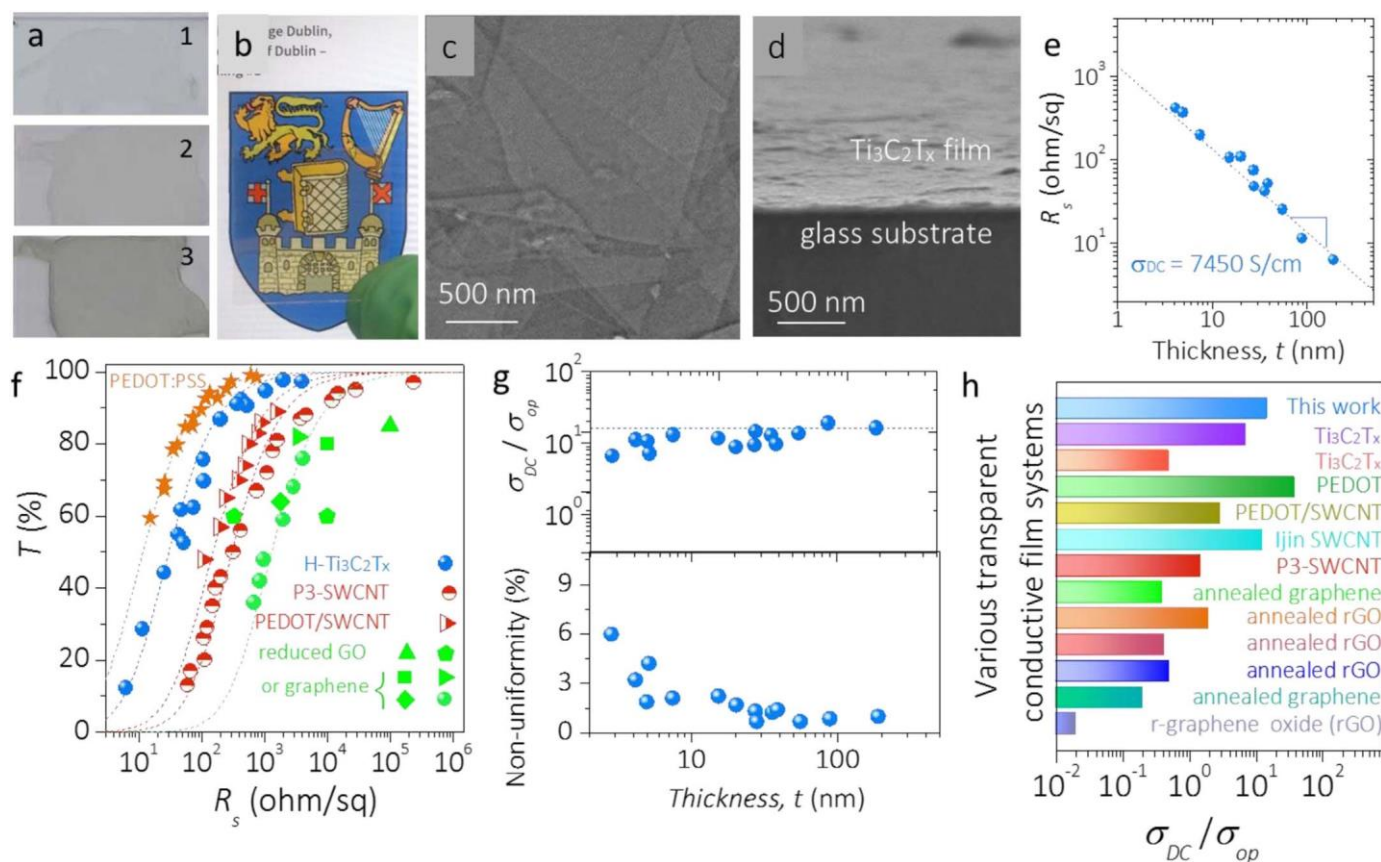 a
1
2
3
b
ge Dublin,
f Dublin –
c
500 nm
d
Ti₃C₂Tₓ film
glass substrate
500 nm
e
Rₛ (ohm/sq)
10³
10²
10¹
σDC = 7450 S/cm
1 10 100
Thickness, t (nm)
f
T (%)
100
80
60
40
20
0
PEDOT:PSS
H-Ti₃C₂Tₓ
P3-SWCNT
PEDOT/SWCNT
reduced GO
or graphene
10¹ 10² 10³ 10⁴ 10⁵ 10⁶
Rₛ (ohm/sq)
g
σDC / σop
10²
10¹
10⁰
Non-uniformity (%)
9
6
3
0
10 100
Thickness, t (nm)
h
Various transparent
conductive film systems
This work
Ti₃C₂Tₓ
Ti₃C₂Tₓ
PEDOT
PEDOT/SWCNT
Ijin SWCNT
P3-SWCNT
annealed graphene
annealed rGO
annealed rGO
annealed rGO
annealed graphene
r-graphene oxide (rGO)
10⁻² 10⁻¹ 10⁰ 10¹ 10²
σDC / σop